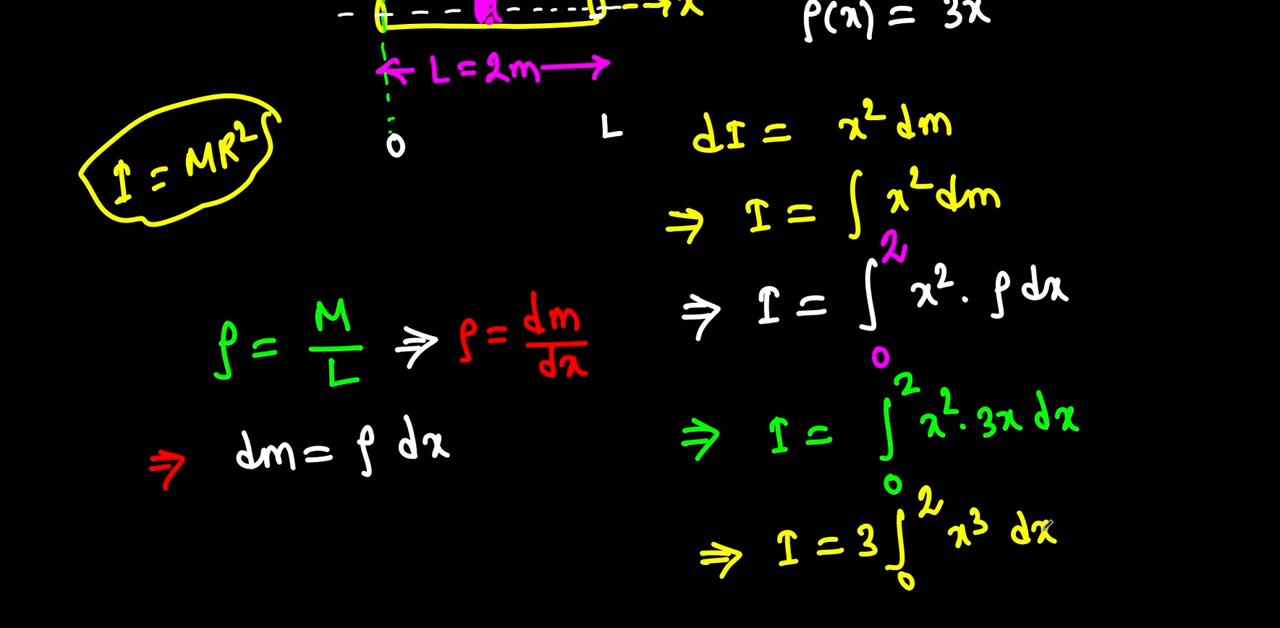 x
ρ(x) = 3x
L = 2m
0
L
I = MR²
dI = x² dm
⇒ I = ∫ x² dm
⇒ I = ∫₀² x² · ρ dx
ρ = M/L ⇒ ρ = dm/dx
⇒ I = ∫₀² x² · 3x dx
⇒ dm = ρ dx
⇒ I = 3 ∫₀² x³ dx